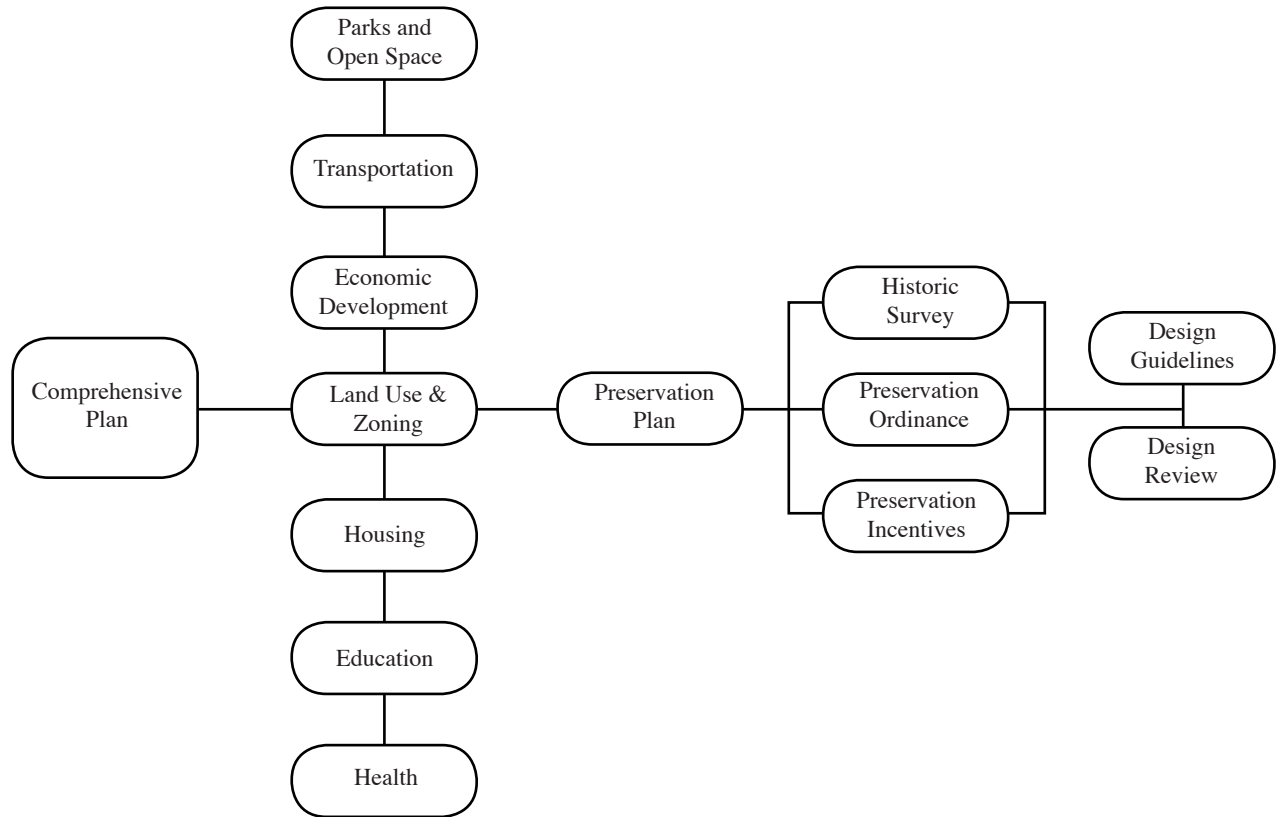 Parks and
Open Space
Transportation
Economic
Development
Comprehensive
Plan
Land Use &
Zoning
Housing
Education
Health
Preservation
Plan
Historic
Survey
Preservation
Ordinance
Preservation
Incentives
Design
Guidelines
Design
Review